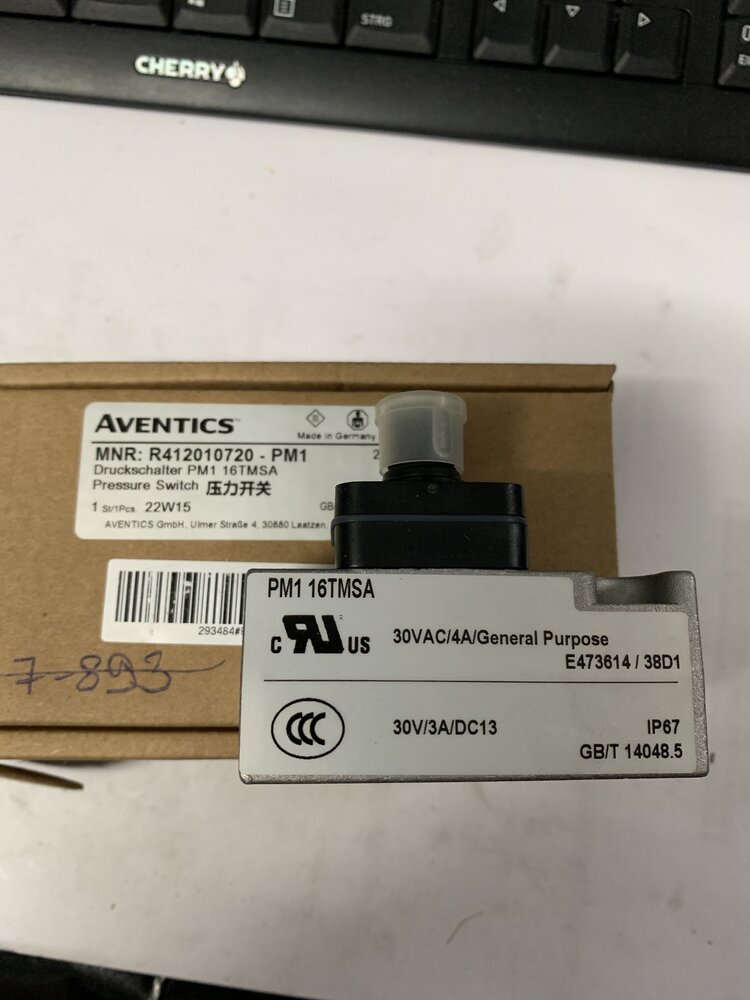 STRG
CHERRY
AVENTICS
Made in Germany
MNR: R412010720 - PM1
Druckschalter PM1 16TMSA
Pressure Switch 压力开关
1 St/1Pcs. 22W15
AVENTICS GmbH, Ulmer Straße 4, 30880 Laatzen,
293484#
7-893
PM1 16TMSA
C RU US
30VAC/4A/General Purpose
E473614 / 38D1
CCC
30V/3A/DC13
IP67
GB/T 14048.5